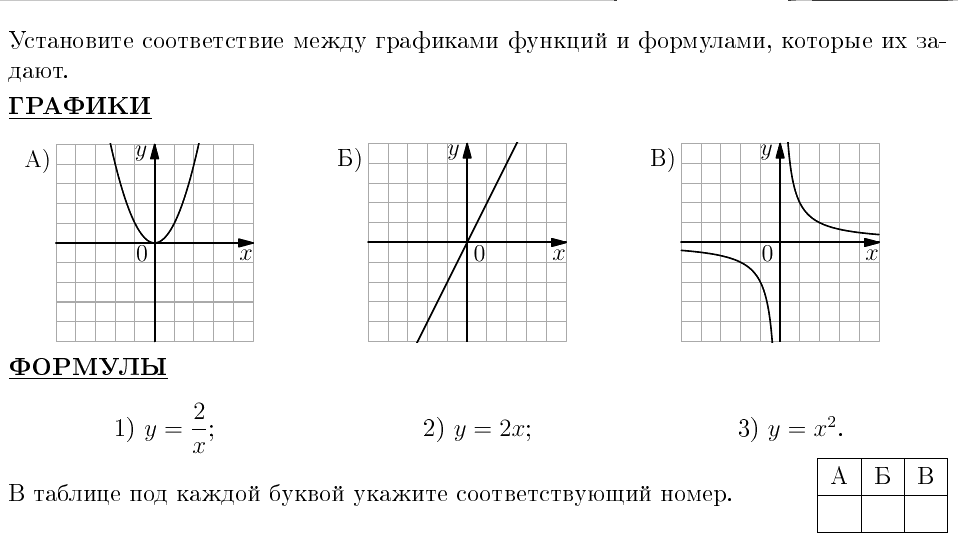 Установите соответствие между графиками функций и формулами, которые их за-
дают.
ГРАФИКИ
А) y 0 x Б) y 0 x В) y 0 x
ФОРМУЛЫ
1) y = 2/x; 2) y = 2x; 3) y = x².
В таблице под каждой буквой укажите соответствующий номер.
А Б В